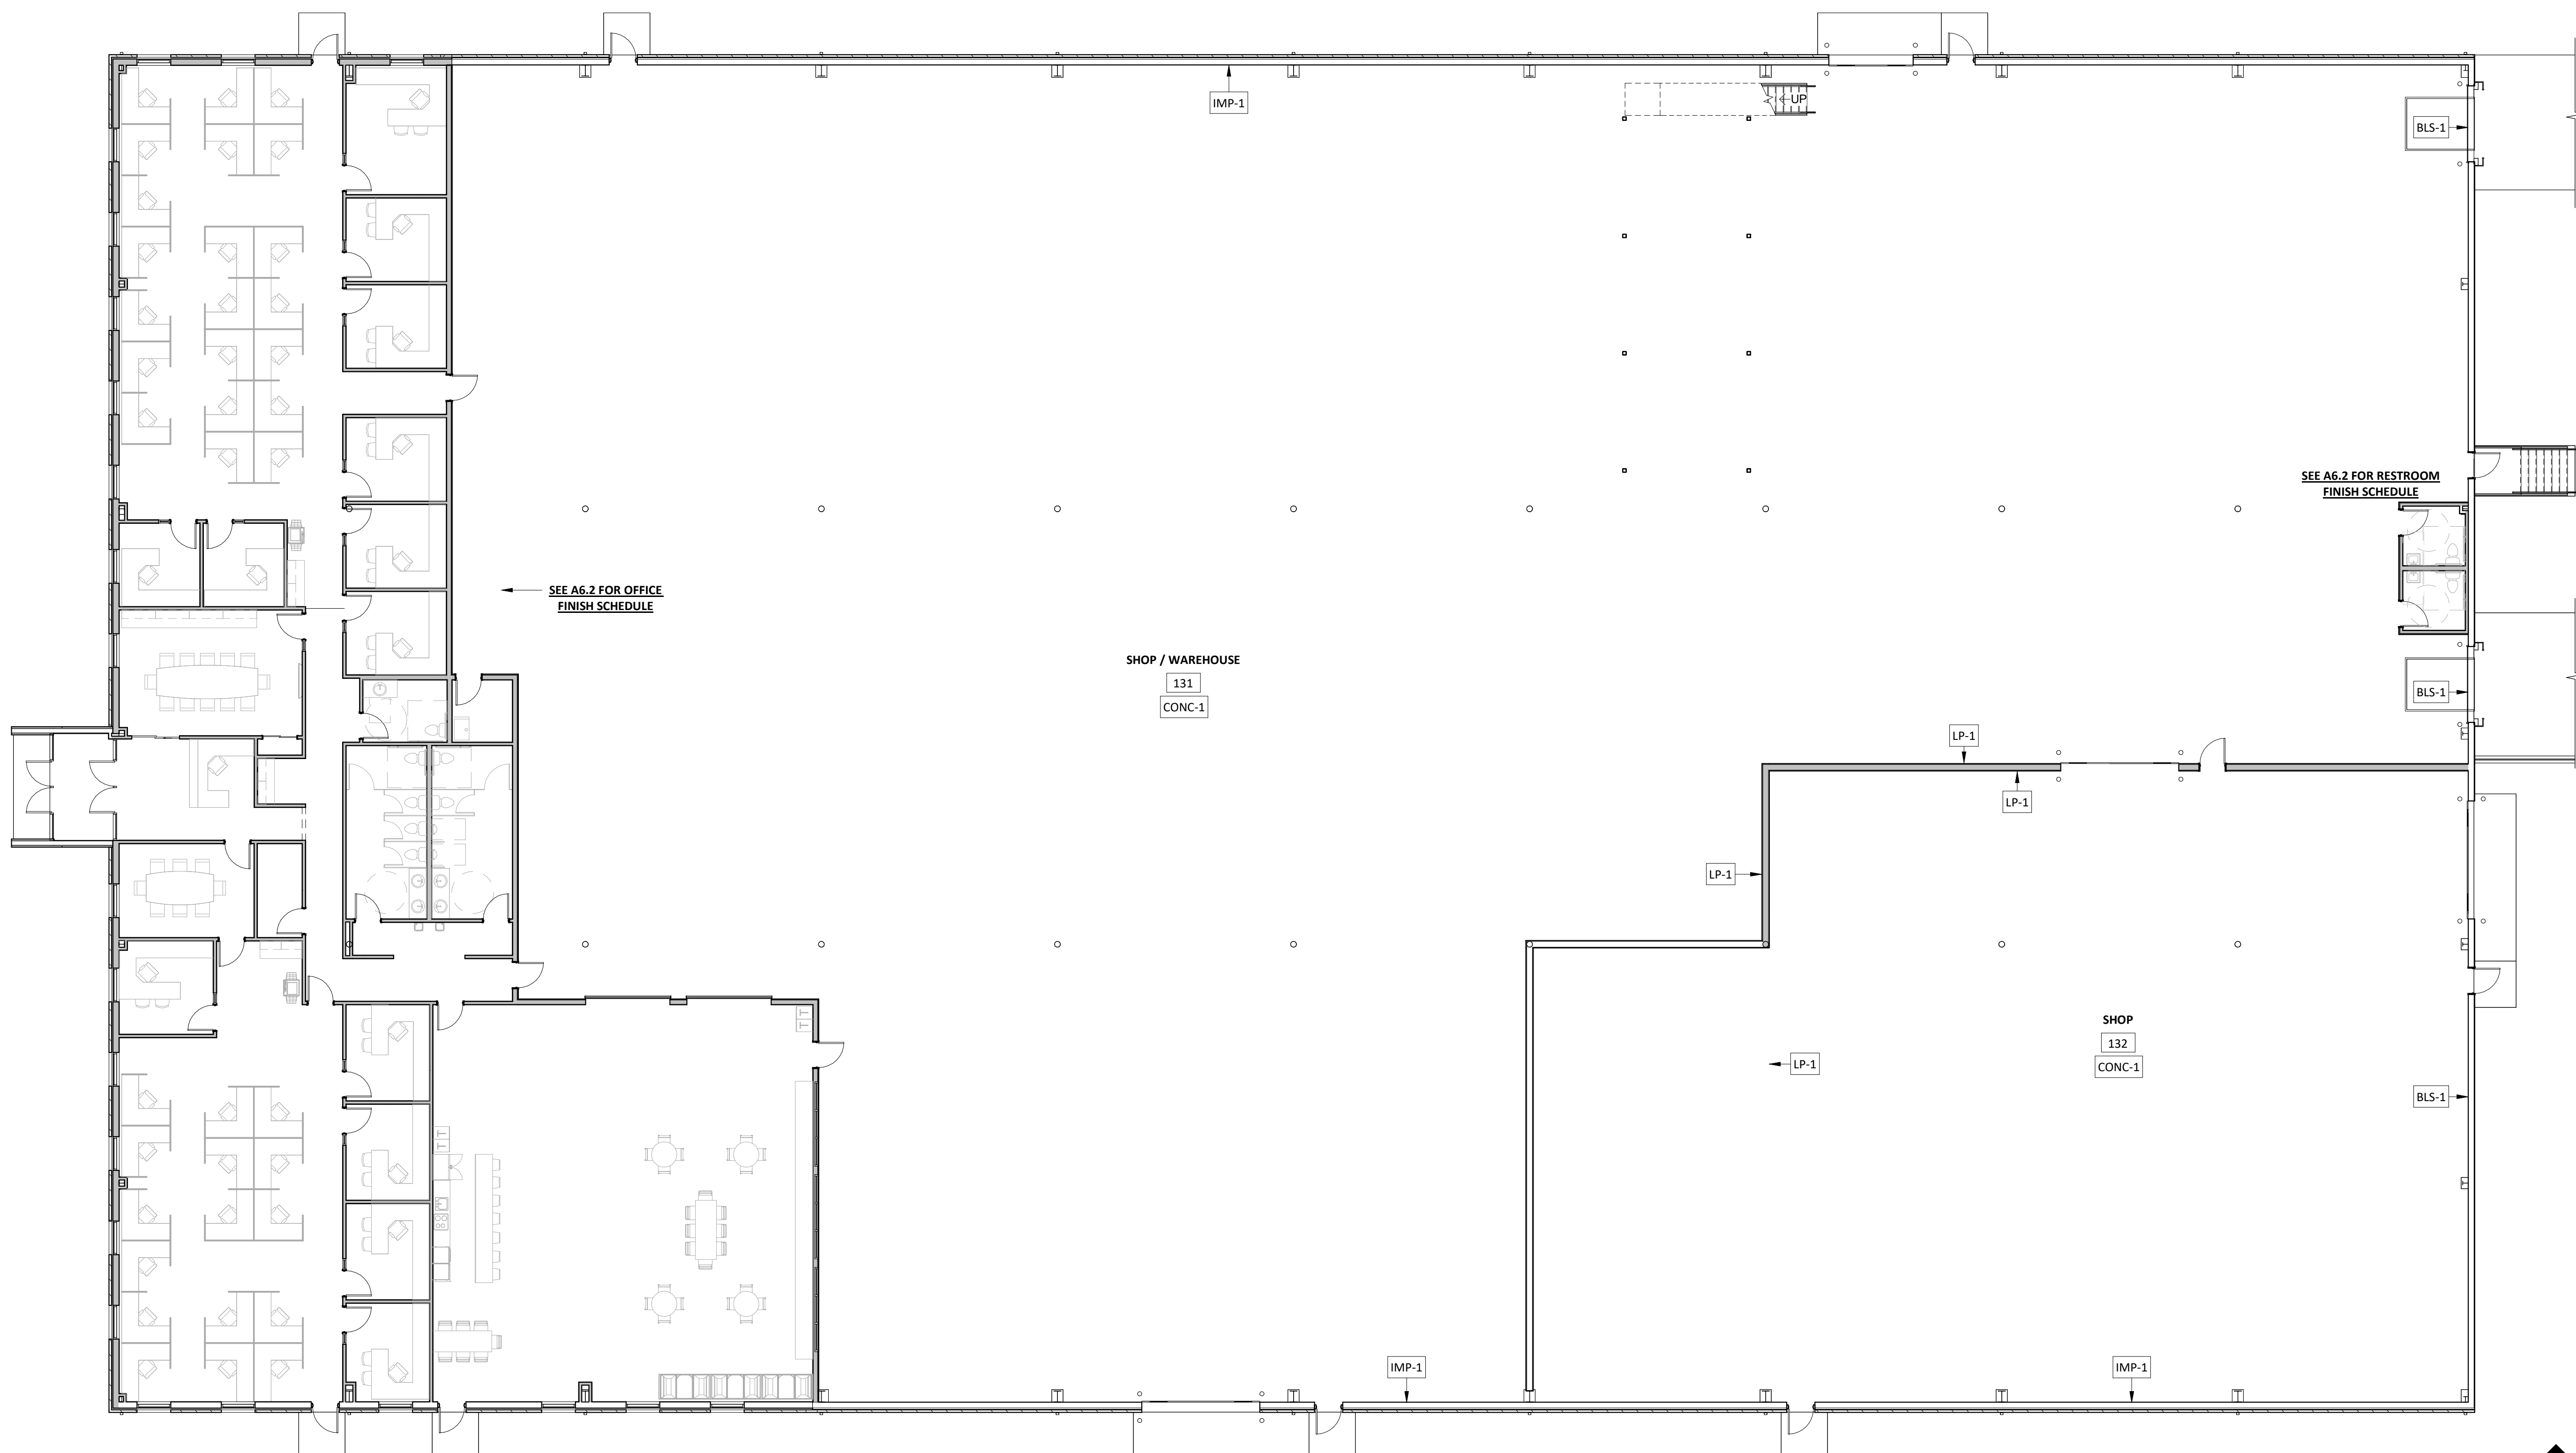 IMP-1
UP
BLS-1
SEE A6.2 FOR RESTROOM
FINISH SCHEDULE
SEE A6.2 FOR OFFICE
FINISH SCHEDULE
SHOP / WAREHOUSE
131
CONC-1
BLS-1
LP-1
LP-1
LP-1
SHOP
132
CONC-1
LP-1
BLS-1
T
T
T
T
IMP-1
IMP-1